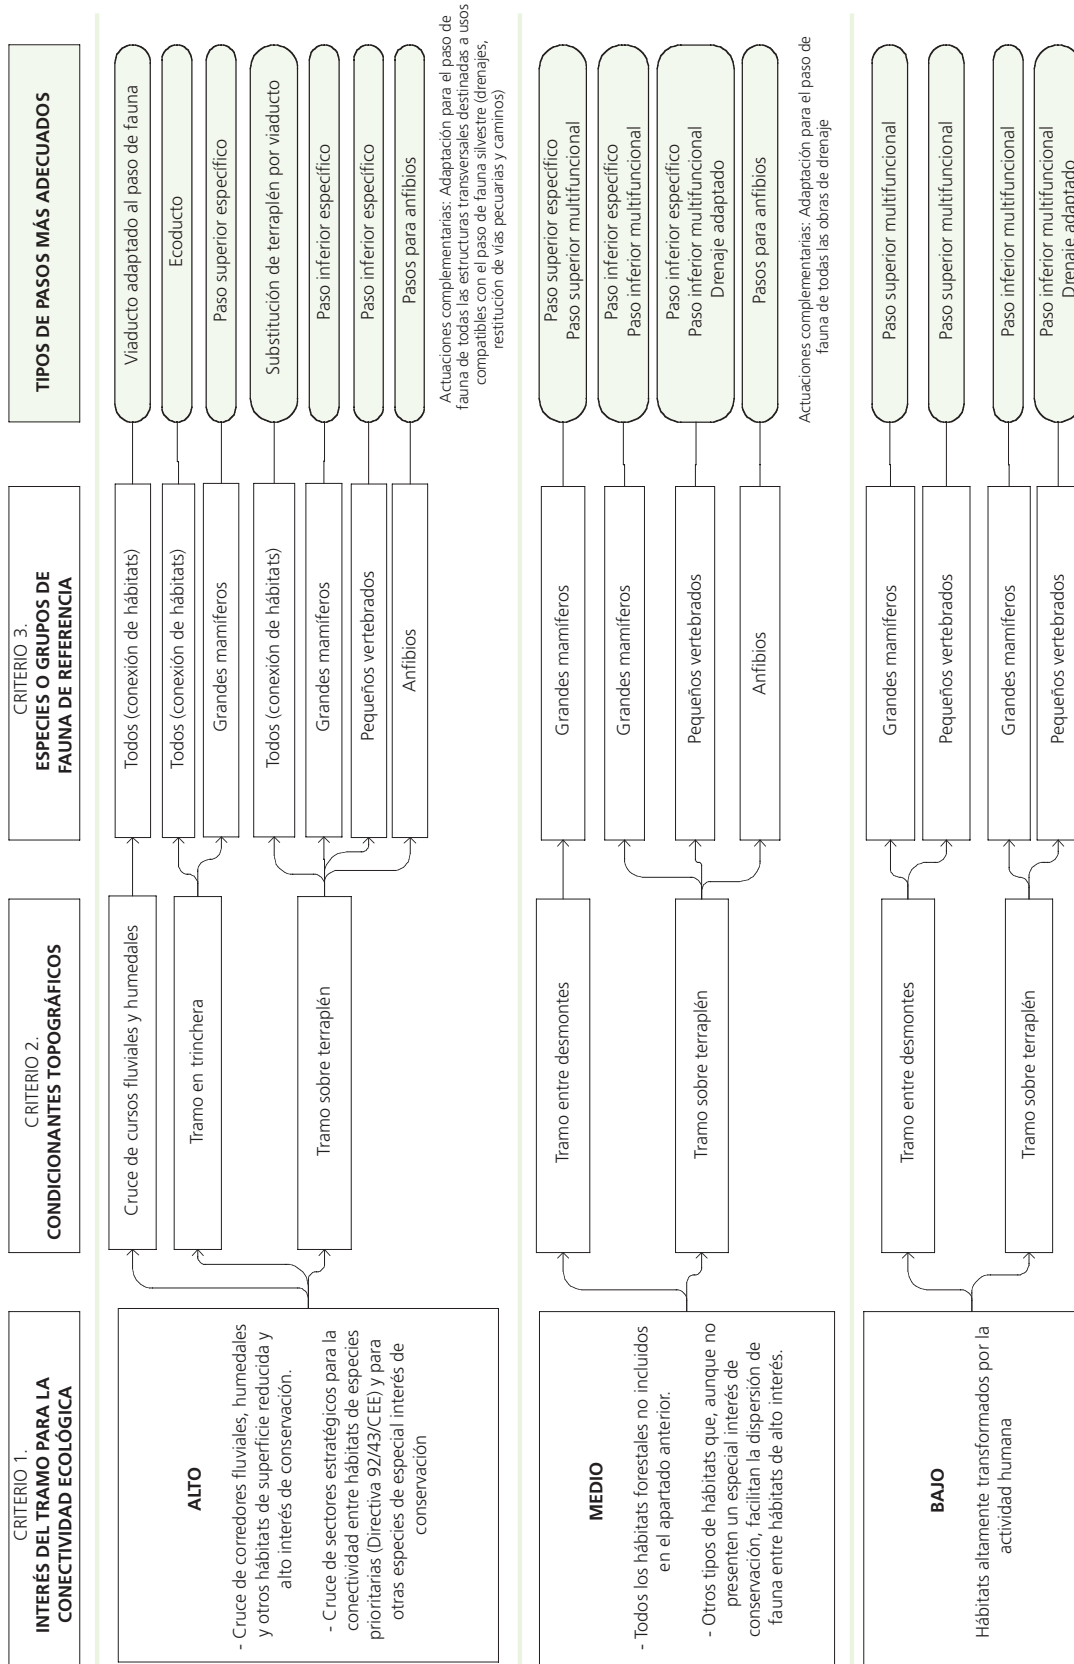 CRITERIO 1.
INTERÉS DEL TRAMO PARA LA
CONECTIVIDAD ECOLÓGICA
CRITERIO 2.
CONDICIONANTES TOPOGRÁFICOS
CRITERIO 3.
ESPECIES O GRUPOS DE
FAUNA DE REFERENCIA
TIPOS DE PASOS MÁS ADECUADOS
ALTO
- Cruce de corredores fluviales, humedales
y otros hábitats de superficie reducida y
alto interés de conservación.
- Cruce de sectores estratégicos para la
conectividad entre hábitats de especies
prioritarias (Directiva 92/43/CEE) y para
otras especies de especial interés de
conservación
Cruce de cursos fluviales y humedales
Tramo en trinchera
Tramo sobre terraplén
Todos (conexión de hábitats)
Todos (conexión de hábitats)
Grandes mamíferos
Todos (conexión de hábitats)
Grandes mamíferos
Pequeños vertebrados
Anfibios
Viaducto adaptado al paso de fauna
Ecoducto
Paso superior específico
Substitución de terraplén por viaducto
Paso inferior específico
Paso inferior específico
Pasos para anfibios
Actuaciones complementarias: Adaptación para el paso de
fauna de todas las estructuras transversales destinadas a usos
compatibles con el paso de fauna silvestre (drenajes,
restitución de vías pecuarias y caminos)
MEDIO
- Todos los hábitats forestales no incluidos
en el apartado anterior.
- Otros tipos de hábitats que, aunque no
presenten un especial interés de
conservación, facilitan la dispersión de
fauna entre hábitats de alto interés.
Tramo entre desmontes
Tramo sobre terraplén
Grandes mamíferos
Grandes mamíferos
Pequeños vertebrados
Anfibios
Paso superior específico
Paso superior multifuncional
Paso inferior específico
Paso inferior multifuncional
Paso inferior específico
Paso inferior multifuncional
Drenaje adaptado
Pasos para anfibios
Actuaciones complementarias: Adaptación para el paso de
fauna de todas las obras de drenaje
BAJO
Hábitats altamente transformados por la
actividad humana
Tramo entre desmontes
Tramo sobre terraplén
Grandes mamíferos
Pequeños vertebrados
Grandes mamíferos
Pequeños vertebrados
Paso superior multifuncional
Paso superior multifuncional
Paso inferior multifuncional
Paso inferior multifuncional
Drenaje adaptado